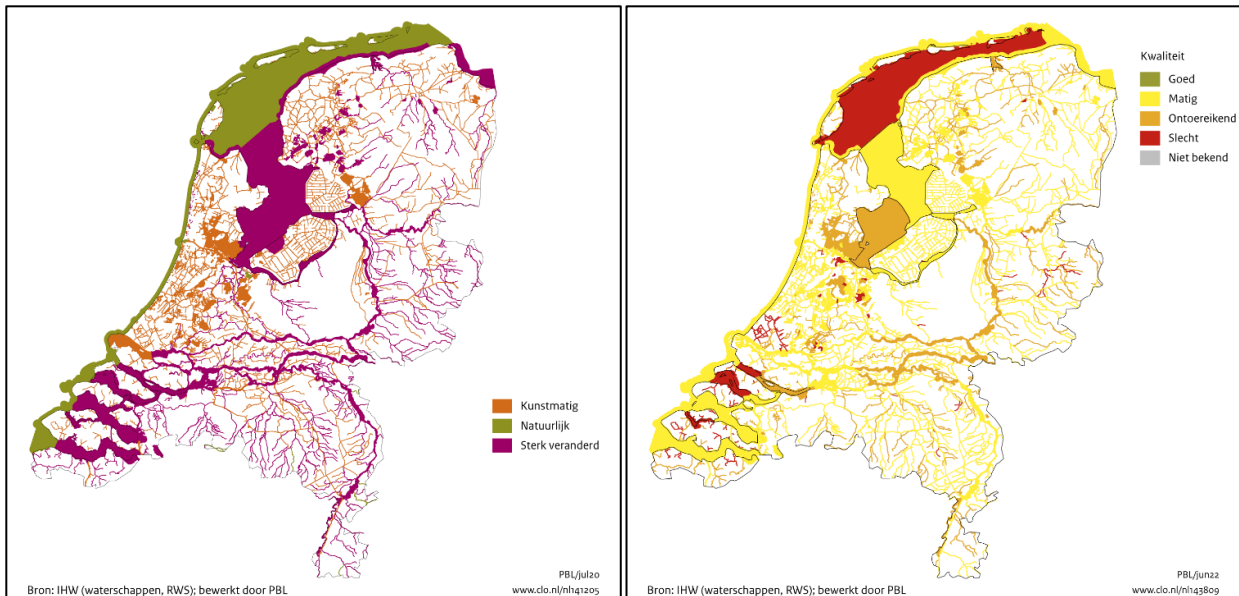 Kunstmatig
Natuurlijk
Sterk veranderd
PBL/jul20
Bron: IHW (waterschappen, RWS); bewerkt door PBL
www.clo.nl/nl141205
Kwaliteit
Goed
Matig
Ontoereikend
Slecht
Niet bekend
PBL/jun22
Bron: IHW (waterschappen, RWS); bewerkt door PBL
www.clo.nl/nl143809